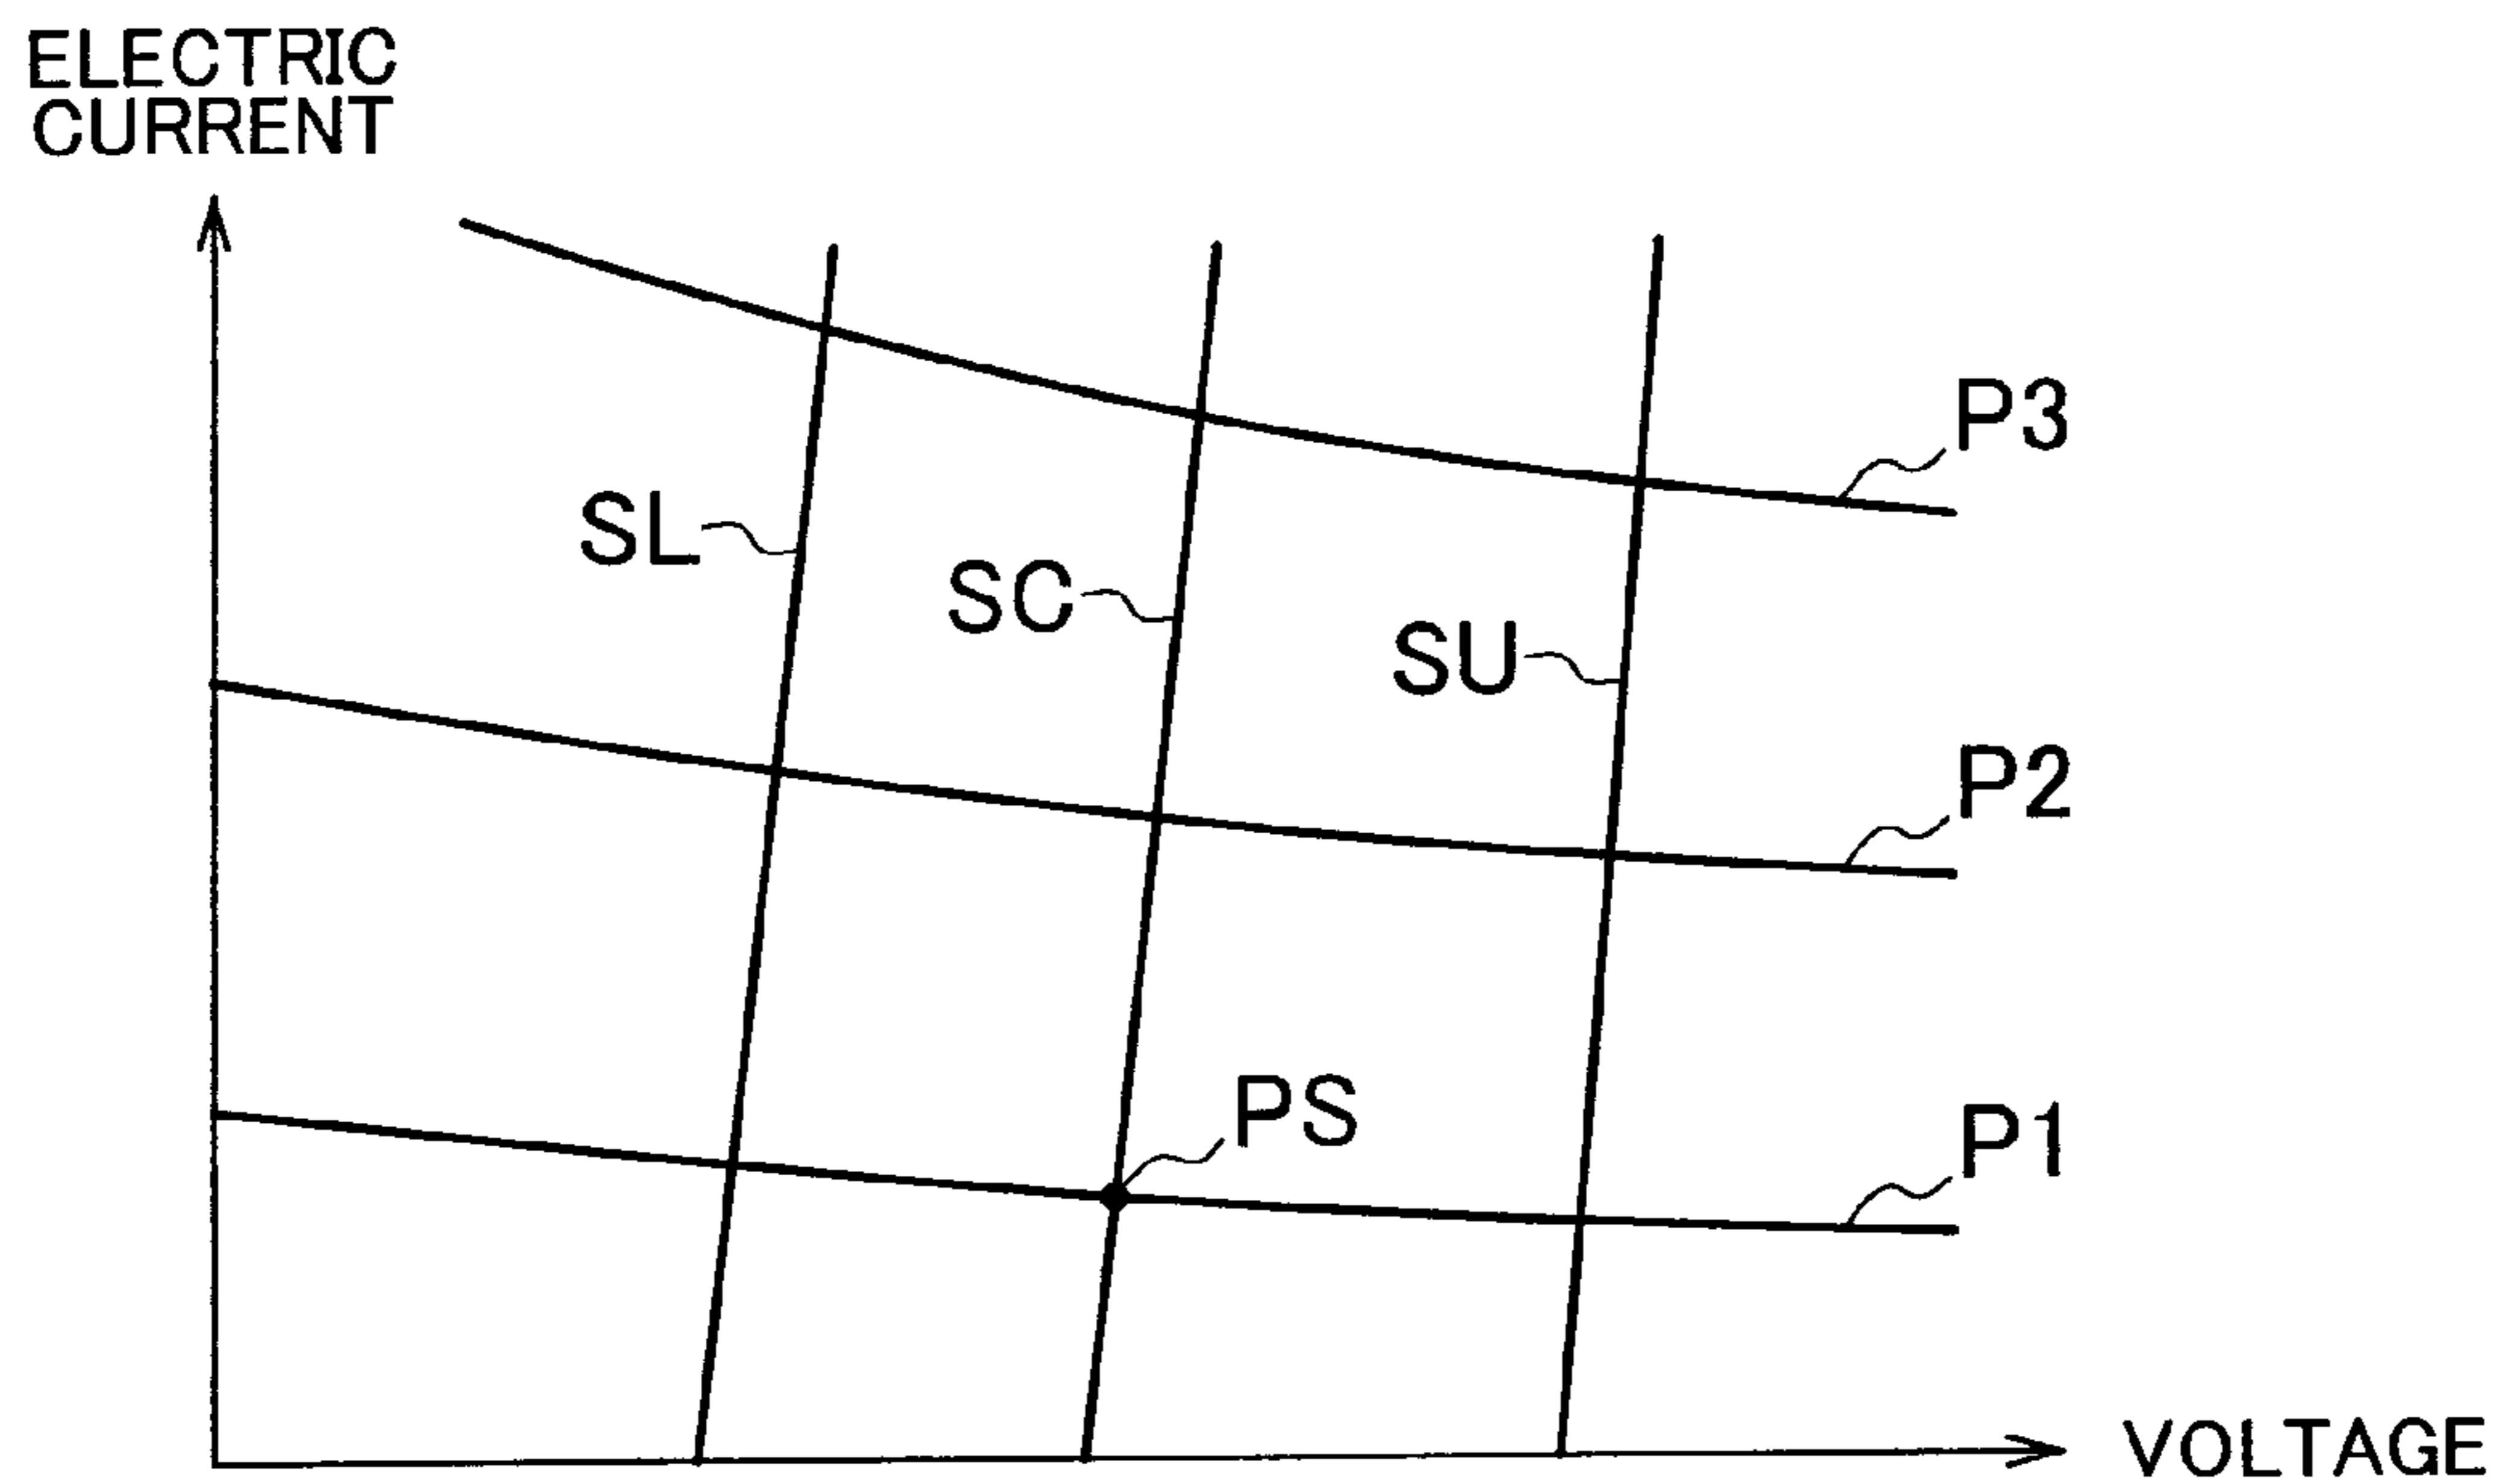 ELECTRIC
CURRENT
P3
SL
SC
SU
P2
PS
P1
VOLTAGE